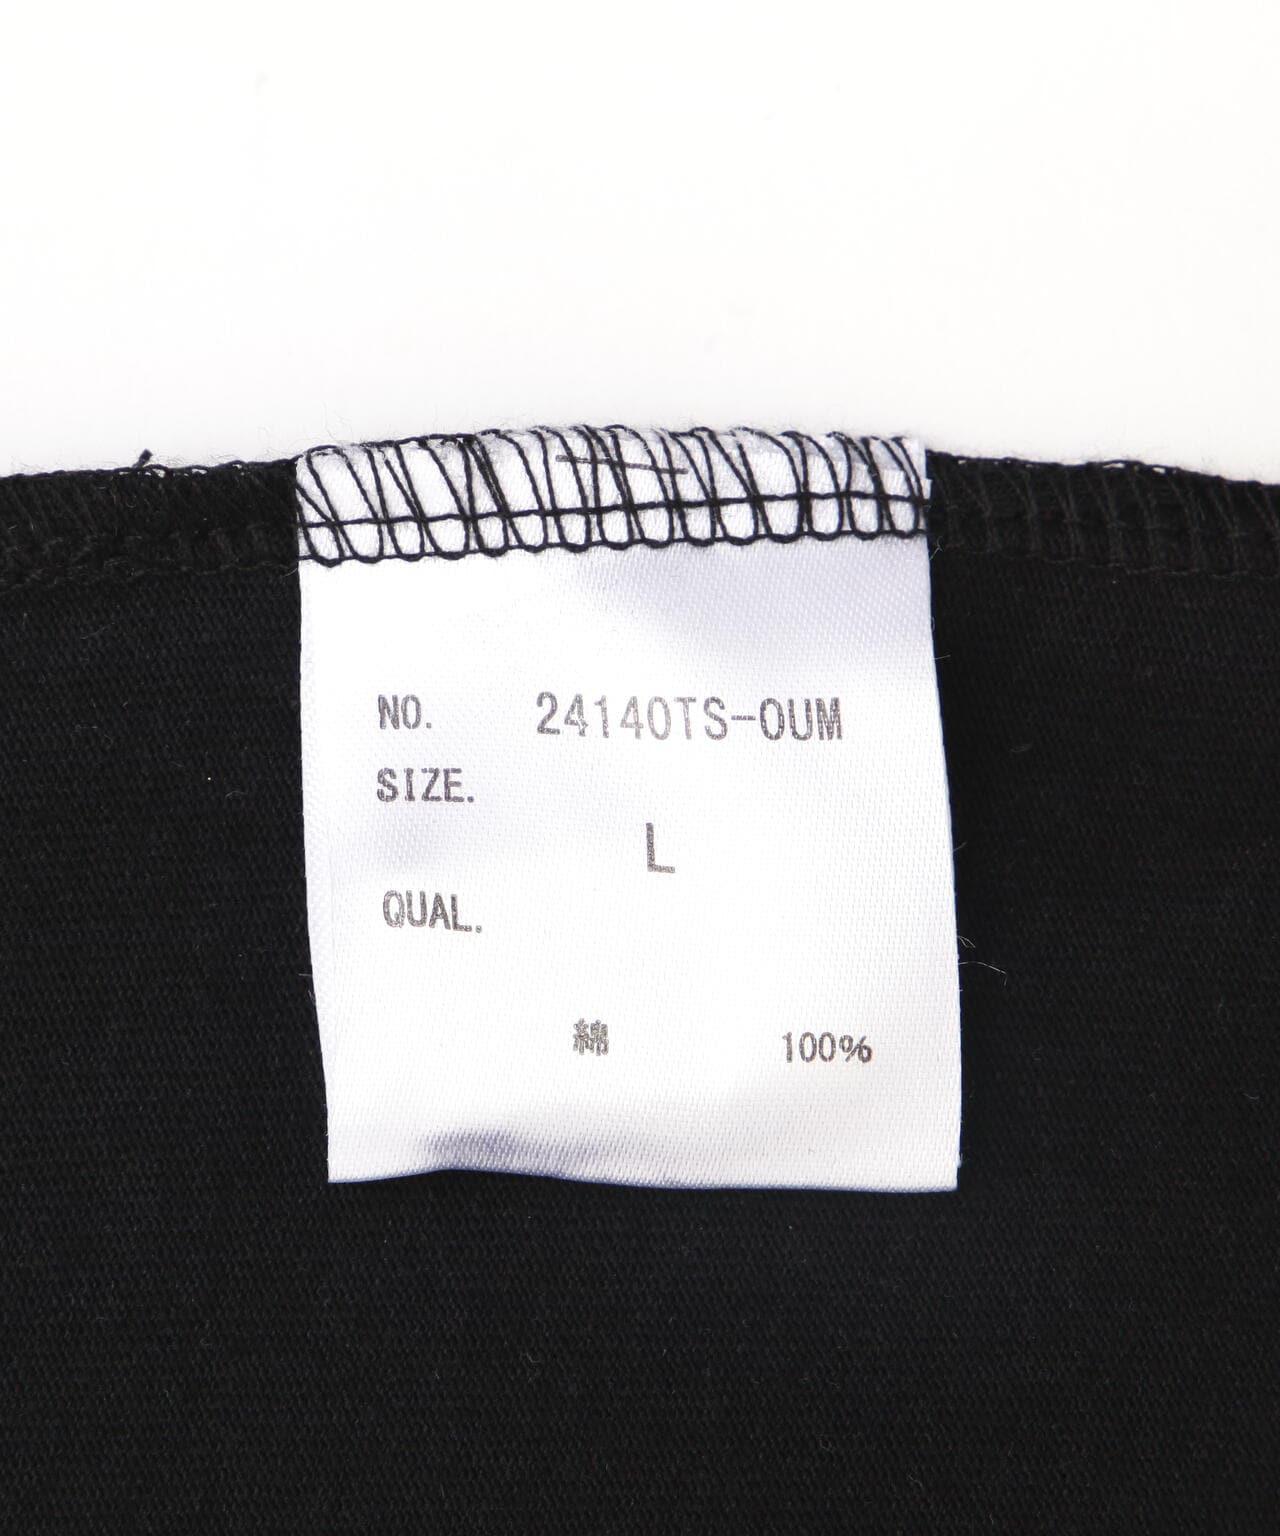 NO. 24140TS-OUM
SIZE.
L
QUAL.
綿 100%